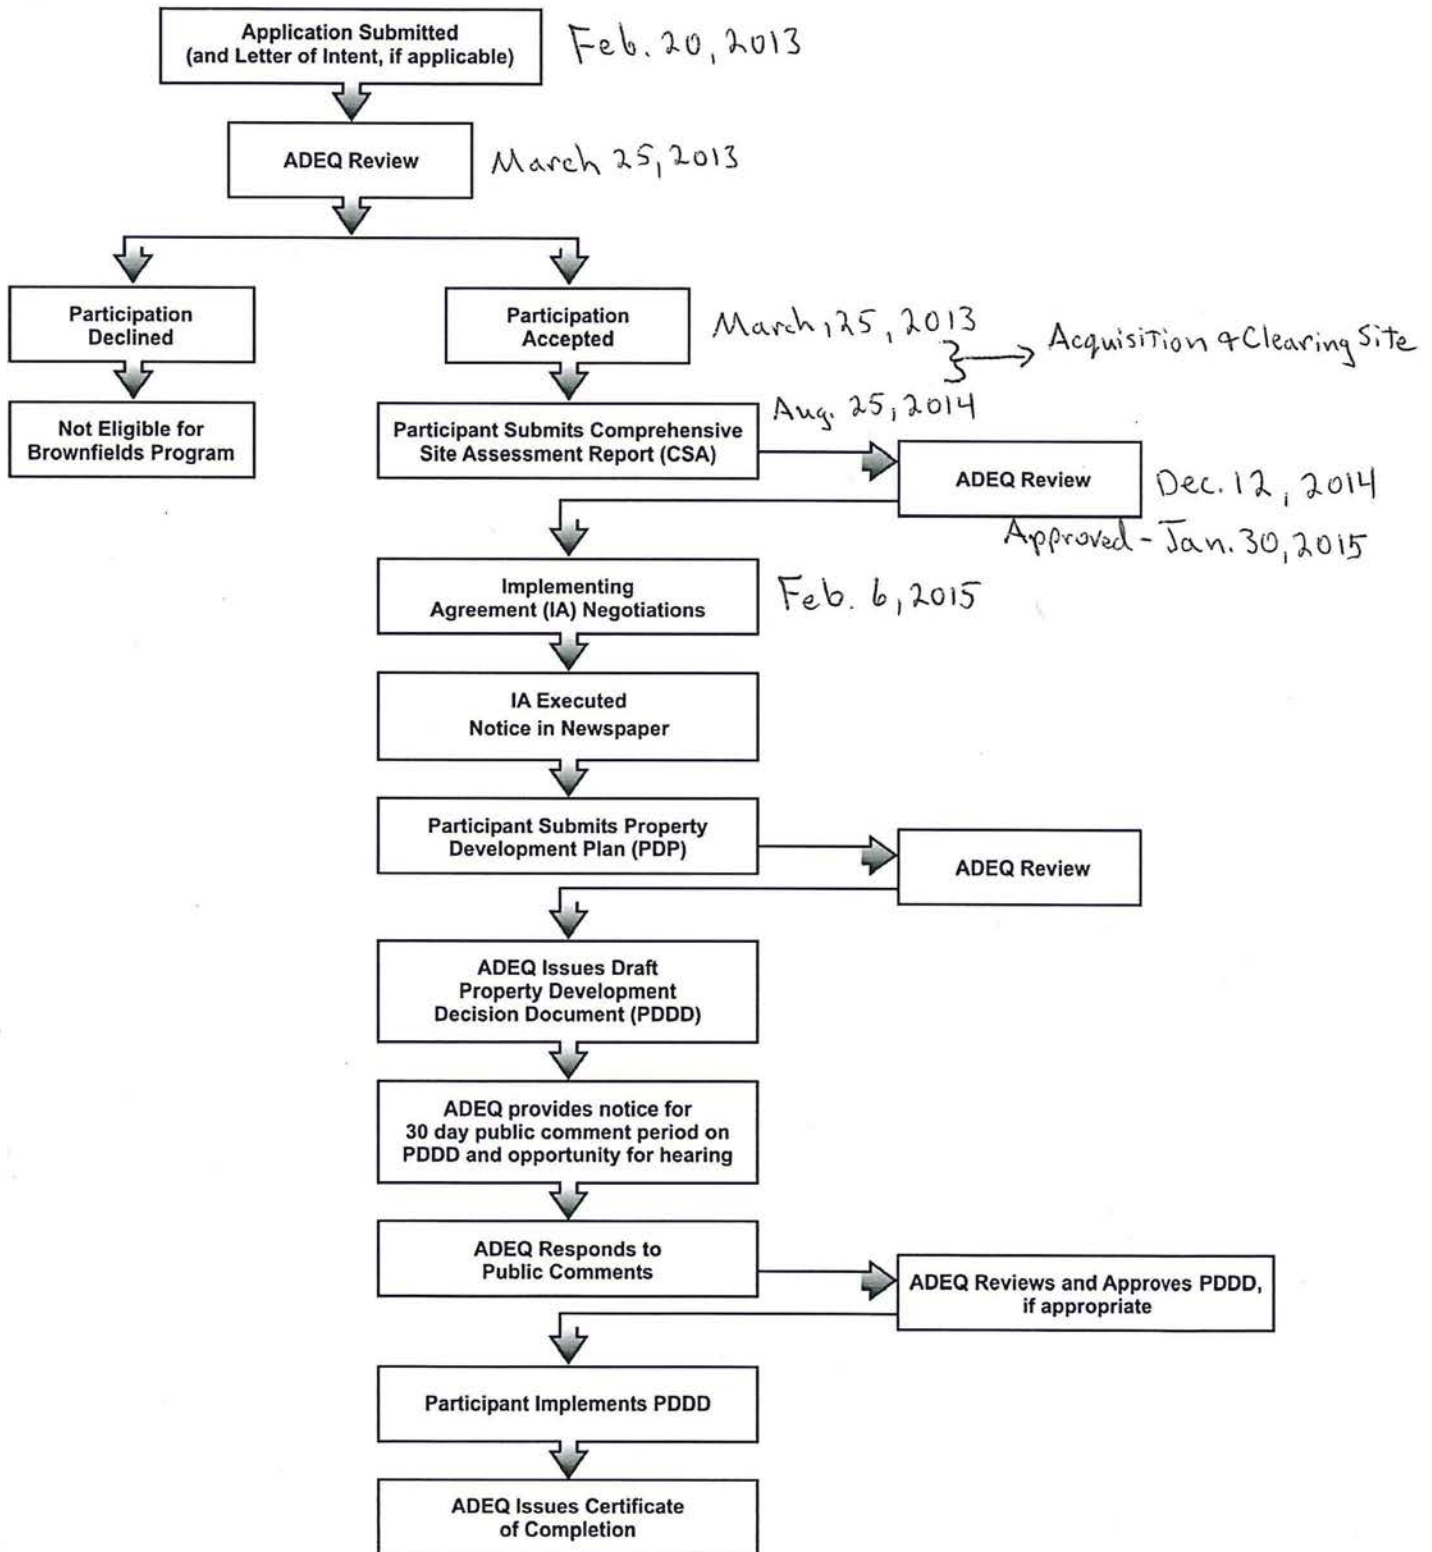 Application Submitted
(and Letter of Intent, if applicable)
Feb. 20, 2013
ADEQ Review
March 25, 2013
Participation
Declined
Participation
Accepted
March, 25, 2013
Acquisition & Clearing Site
Not Eligible for
Brownfields Program
Aug. 25, 2014
Participant Submits Comprehensive
Site Assessment Report (CSA)
ADEQ Review
Dec. 12, 2014
Approved - Jan. 30, 2015
Implementing
Agreement (IA) Negotiations
Feb. 6, 2015
IA Executed
Notice in Newspaper
Participant Submits Property
Development Plan (PDP)
ADEQ Review
ADEQ Issues Draft
Property Development
Decision Document (PDDD)
ADEQ provides notice for
30 day public comment period on
PDDD and opportunity for hearing
ADEQ Responds to
Public Comments
ADEQ Reviews and Approves PDDD,
if appropriate
Participant Implements PDDD
ADEQ Issues Certificate
of Completion